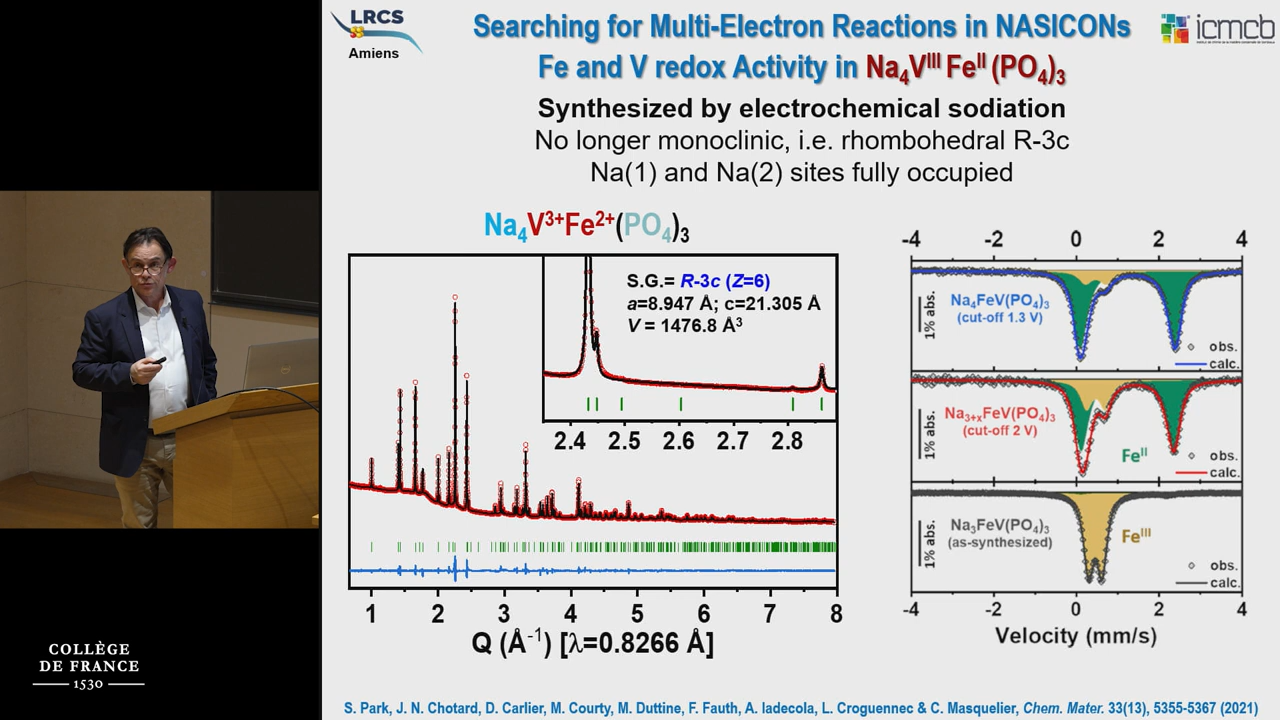 LRCS
Amiens
Searching for Multi-Electron Reactions in NASICONs
Fe and V redox Activity in Na₄Vᴵᴵᴵ Feᴵᴵ (PO₄)₃
icmcb
Synthesized by electrochemical sodiation
No longer monoclinic, i.e. rhombohedral R-3c
Na(1) and Na(2) sites fully occupied
Na₄V³⁺Fe²⁺(PO₄)₃
S.G.= R-3c (Z=6)
a=8.947 Å; c=21.305 Å
V = 1476.8 Å³
2.4 2.5 2.6 2.7 2.8
1 2 3 4 5 6 7 8
Q (Å⁻¹) [λ=0.8266 Å]
-4 -2 0 2 4
1% abs.
Na₄FeV(PO₄)₃
(cut-off 1.3 V)
obs.
calc.
1% abs.
Na₃₊ₓFeV(PO₄)₃
(cut-off 2 V)
Feᴵᴵ
obs.
calc.
1% abs.
Na₃FeV(PO₄)₃
(as-synthesized)
Feᴵᴵᴵ
obs.
calc.
-4 -2 0 2 4
Velocity (mm/s)
COLLÈGE
DE FRANCE
1530
S. Park, J. N. Chotard, D. Carlier, M. Courty, M. Duttine, F. Fauth, A. Iadecola, L. Croguennec & C. Masquelier, Chem. Mater. 33(13), 5355-5367 (2021)